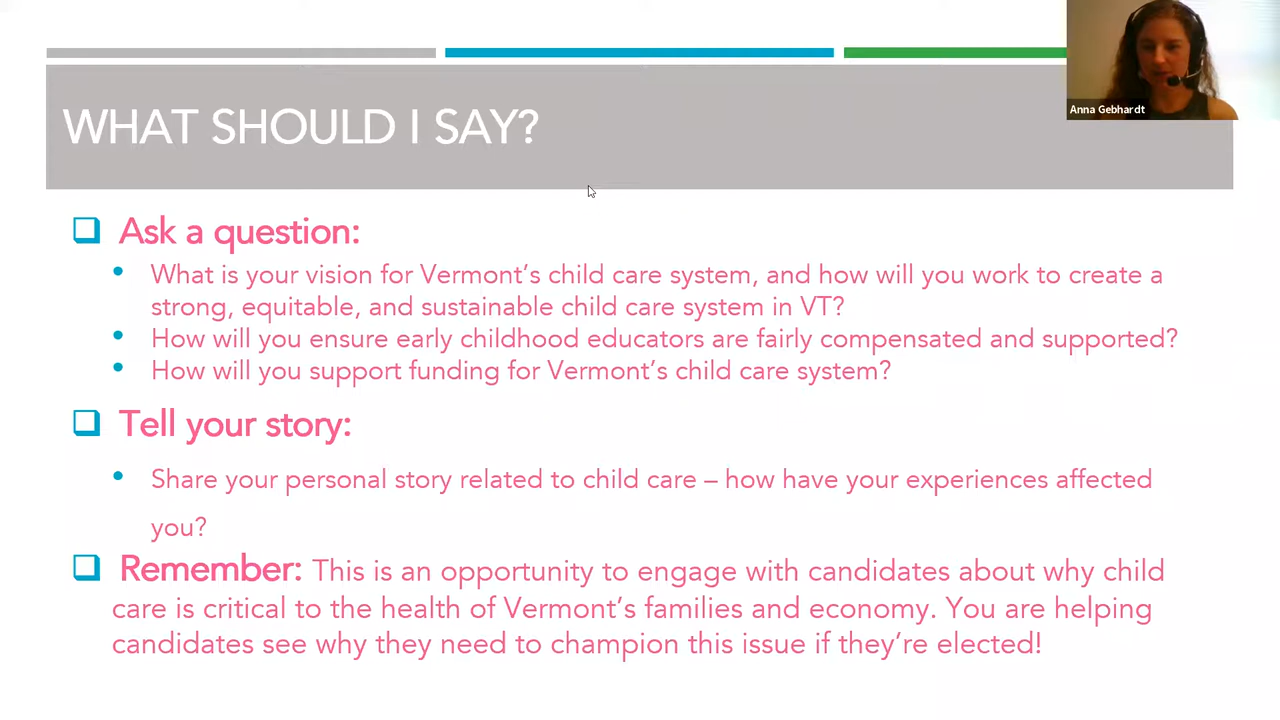 Anna Gebhardt
WHAT SHOULD I SAY?
Ask a question:
What is your vision for Vermont’s child care system, and how will you work to create a
strong, equitable, and sustainable child care system in VT?
How will you ensure early childhood educators are fairly compensated and supported?
How will you support funding for Vermont’s child care system?
Tell your story:
Share your personal story related to child care – how have your experiences affected
you?
Remember: This is an opportunity to engage with candidates about why child
care is critical to the health of Vermont’s families and economy. You are helping
candidates see why they need to champion this issue if they’re elected!